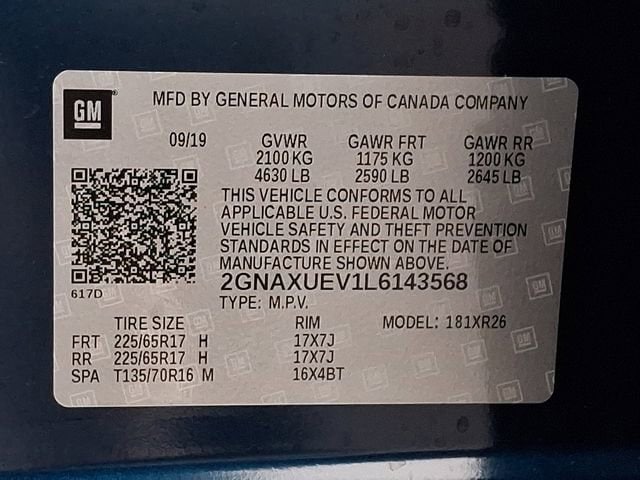 GM
MFD BY GENERAL MOTORS OF CANADA COMPANY
09/19 GVWR GAWR FRT GAWR RR
2100 KG 1175 KG 1200 KG
4630 LB 2590 LB 2645 LB
THIS VEHICLE CONFORMS TO ALL
APPLICABLE U.S. FEDERAL MOTOR
VEHICLE SAFETY AND THEFT PREVENTION
STANDARDS IN EFFECT ON THE DATE OF
MANUFACTURE SHOWN ABOVE.
617D
2GNAXUEV1L6143568
TYPE: M.P.V.
TIRE SIZE RIM MODEL: 181XR26
FRT 225/65R17 H 17X7J
RR 225/65R17 H 17X7J
SPA T135/70R16 M 16X4BT